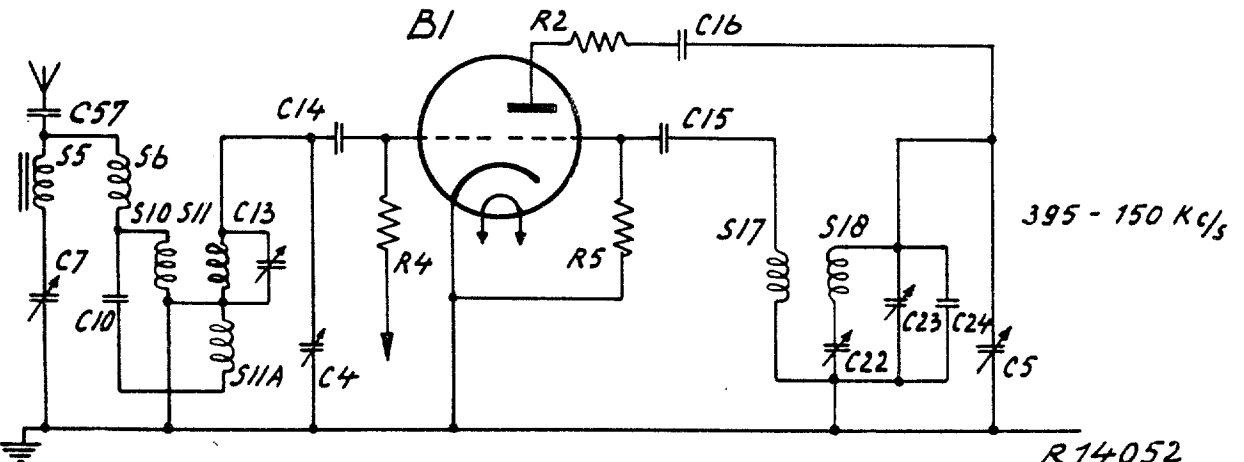 B1
R2
C16
C57
C14
C15
S5
S6
S10
S11
C13
S17
S18
395 - 150 Kc/s
C7
R4
R5
C10
C23
C24
S11A
C4
C22
C5
R14052